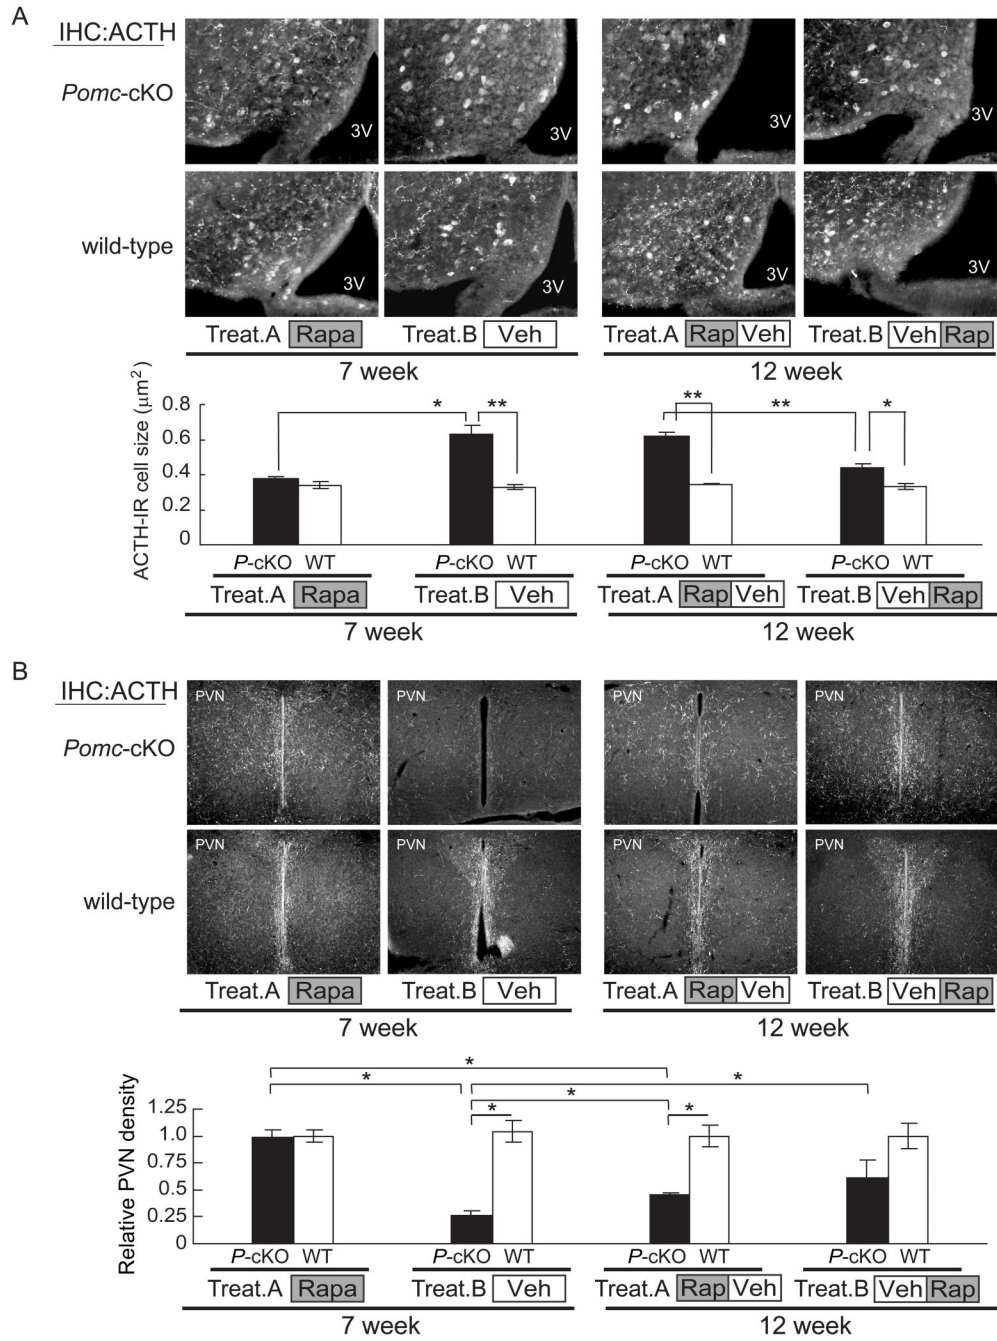 A
IHC:ACTH
Pomc-cKO
3V
3V
3V
3V
wild-type
3V
3V
3V
3V
Treat.A Rapa
Treat.B Veh
Treat.A Rap Veh
Treat.B Veh Rap
7 week
12 week
ACTH-IR cell size (μm²)
0.8
0.6
0.4
0.2
0
* ** ** ** *
P-cKO WT
P-cKO WT
P-cKO WT
P-cKO WT
Treat.A Rapa
Treat.B Veh
Treat.A Rap Veh
Treat.B Veh Rap
7 week
12 week
B
IHC:ACTH
Pomc-cKO
PVN
PVN
PVN
PVN
wild-type
PVN
PVN
PVN
PVN
Treat.A Rapa
Treat.B Veh
Treat.A Rap Veh
Treat.B Veh Rap
7 week
12 week
Relative PVN density
1.25
1.0
0.75
0.5
0.25
0
*
* *
*
* *
P-cKO WT
P-cKO WT
P-cKO WT
P-cKO WT
Treat.A Rapa
Treat.B Veh
Treat.A Rap Veh
Treat.B Veh Rap
7 week
12 week